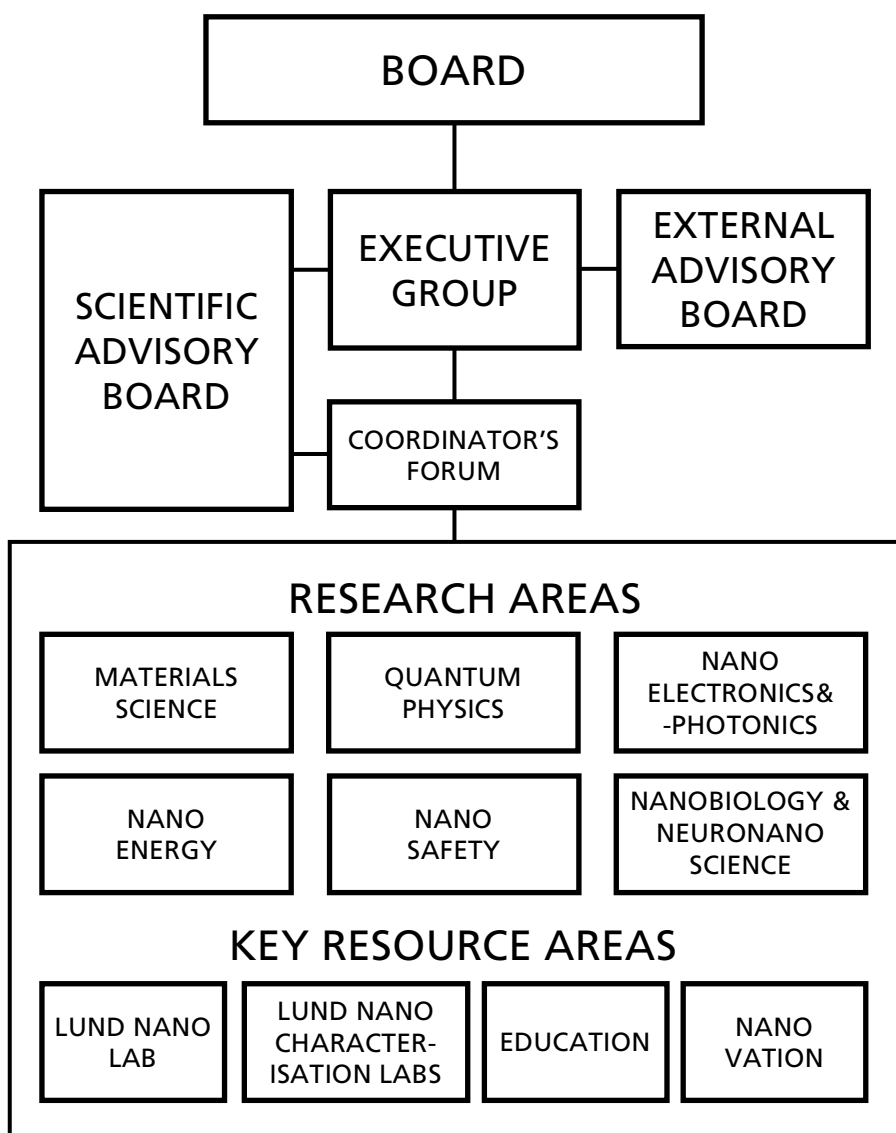 BOARD
SCIENTIFIC
ADVISORY
BOARD
EXECUTIVE
GROUP
EXTERNAL
ADVISORY
BOARD
COORDINATOR’S
FORUM
RESEARCH AREAS
MATERIALS
SCIENCE
QUANTUM
PHYSICS
NANO
ELECTRONICS&
-PHOTONICS
NANO
ENERGY
NANO
SAFETY
NANOBIOLOGY &
NEURONANO
SCIENCE
KEY RESOURCE AREAS
LUND NANO
LAB
LUND NANO
CHARACTER-
ISATION LABS
EDUCATION
NANO
VATION